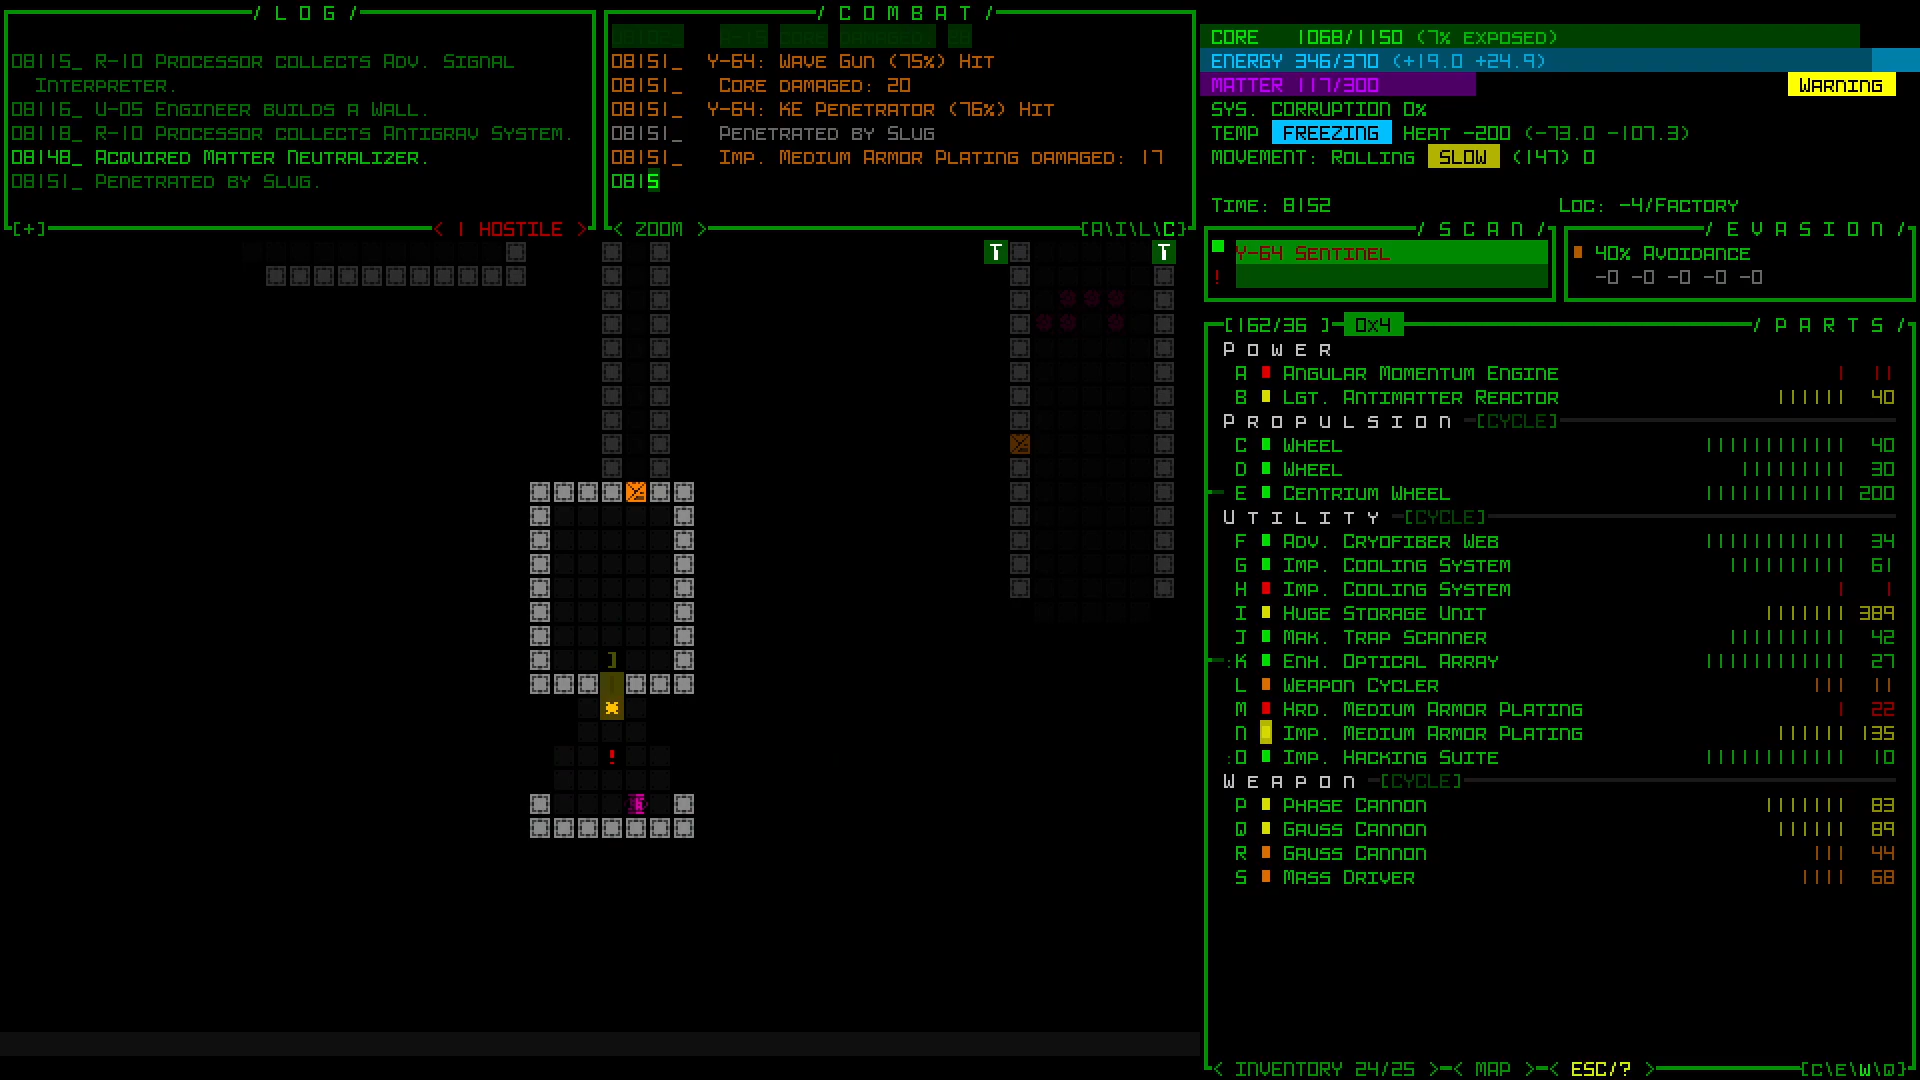 / L O G /
08115_ R-10 Processor collects Adv. Signal
Interpreter.
08116_ U-05 Engineer builds a Wall.
08118_ R-10 Processor collects Antigrav System.
08148_ Acquired Matter Neutralizer.
08151_ Penetrated by Slug.
[+]
< 1 HOSTILE >
/ C O M B A T /
08151_ Y-64: Wave Gun (75%) Hit
08151_ Core damaged: 20
08151_ Y-64: KE Penetrator (76%) Hit
08151_ Penetrated by Slug
08151_ Imp. Medium Armor Plating damaged: 17
0815
< ZOOM >
[A\I\L\C]
CORE 1068/1150 (7% EXPOSED)
ENERGY 346/370 (+19.0 +24.9)
MATTER 117/300 WARNING
SYS. CORRUPTION 0%
TEMP FREEZING HEAT -200 (-73.0 -107.3)
MOVEMENT: ROLLING SLOW (147) 0
TIME: 8152 LOC: -4/FACTORY
/ S C A N /
Y-64 Sentinel
!
/ E V A S I O N /
40% Avoidance
-0 -0 -0 -0 -0
T T
]
!
[162/36 ] 0x4 / P A R T S /
P O W E R
A Angular Momentum Engine 11
B Lgt. Antimatter Reactor 40
P R O P U L S I O N [CYCLE]
C Wheel 40
D Wheel 30
E Centrium Wheel 200
U T I L I T Y [CYCLE]
F Adv. Cryofiber Web 34
G Imp. Cooling System 61
H Imp. Cooling System 1
I Huge Storage Unit 389
J Mak. Trap Scanner 42
:K Enh. Optical Array 27
L Weapon Cycler 11
M Hrd. Medium Armor Plating 22
N Imp. Medium Armor Plating 135
:O Imp. Hacking Suite 10
W E A P O N [CYCLE]
P Phase Cannon 83
Q Gauss Cannon 89
R Gauss Cannon 44
S Mass Driver 68
< INVENTORY 24/25 > < MAP > < ESC/? > [C\E\W\Q]